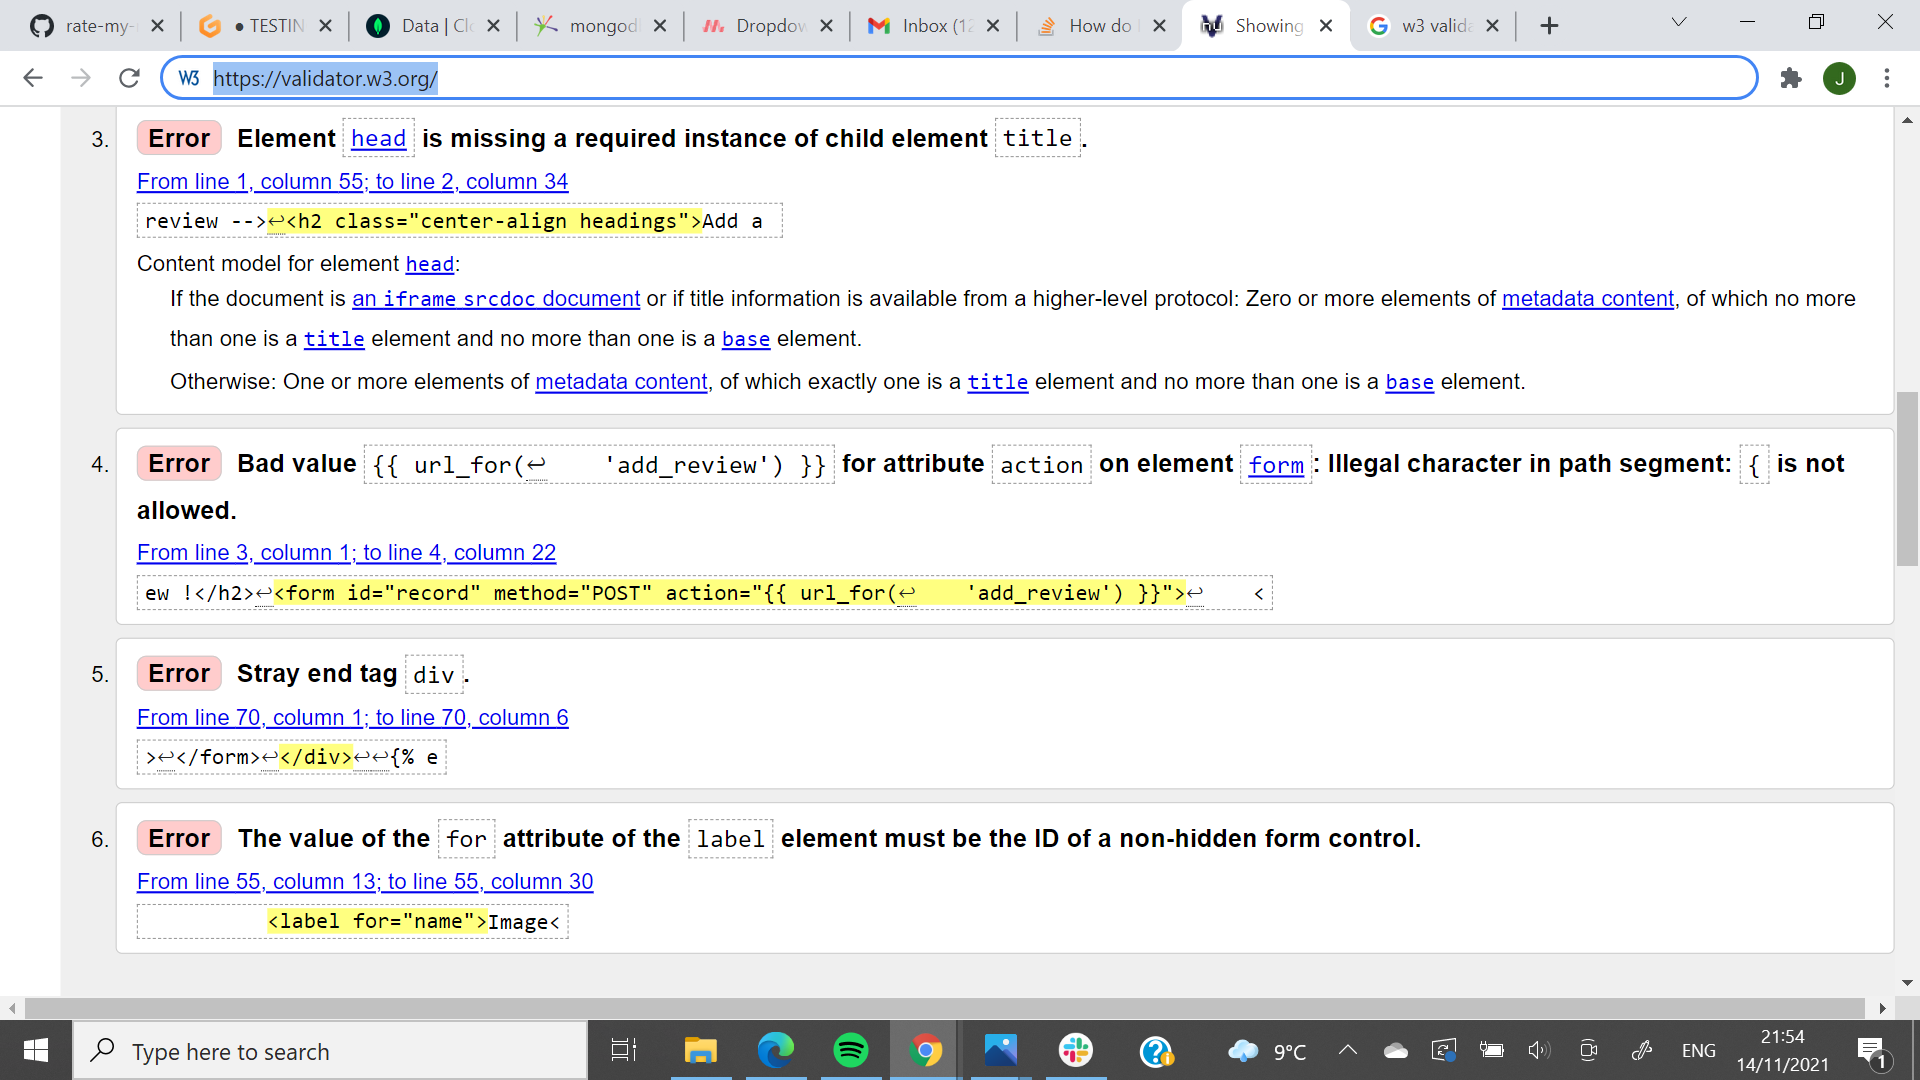 rate-my-
• TESTIN
Data | Clo
mongod
Dropdow
Inbox (12
How do
Showing
w3 valida
https://validator.w3.org/
J
3. Error Element head is missing a required instance of child element title.
From line 1, column 55; to line 2, column 34
review -->↩<h2 class="center-align headings">Add a
Content model for element head:
If the document is an iframe srcdoc document or if title information is available from a higher-level protocol: Zero or more elements of metadata content, of which no more
than one is a title element and no more than one is a base element.
Otherwise: One or more elements of metadata content, of which exactly one is a title element and no more than one is a base element.
4. Error Bad value {{ url_for(↩    'add_review') }} for attribute action on element form: Illegal character in path segment: { is not
allowed.
From line 3, column 1; to line 4, column 22
ew !</h2>↩<form id="record" method="POST" action="{{ url_for(↩    'add_review') }}">↩    <
5. Error Stray end tag div.
From line 70, column 1; to line 70, column 6
>↩</form>↩</div>↩↩{% e
6. Error The value of the for attribute of the label element must be the ID of a non-hidden form control.
From line 55, column 13; to line 55, column 30
<label for="name">Image<
Type here to search
9°C
ENG
21:54
14/11/2021
1